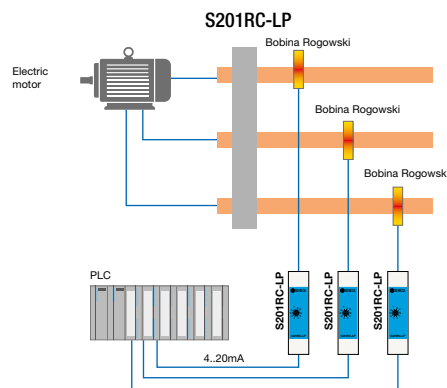 S201RC-LP
Bobina Rogowski
Electric
motor
Bobina Rogowski
Bobina Rogowsk
PLC
S201RC-LP
S201RC-LP
S201RC-LP
4..20mA